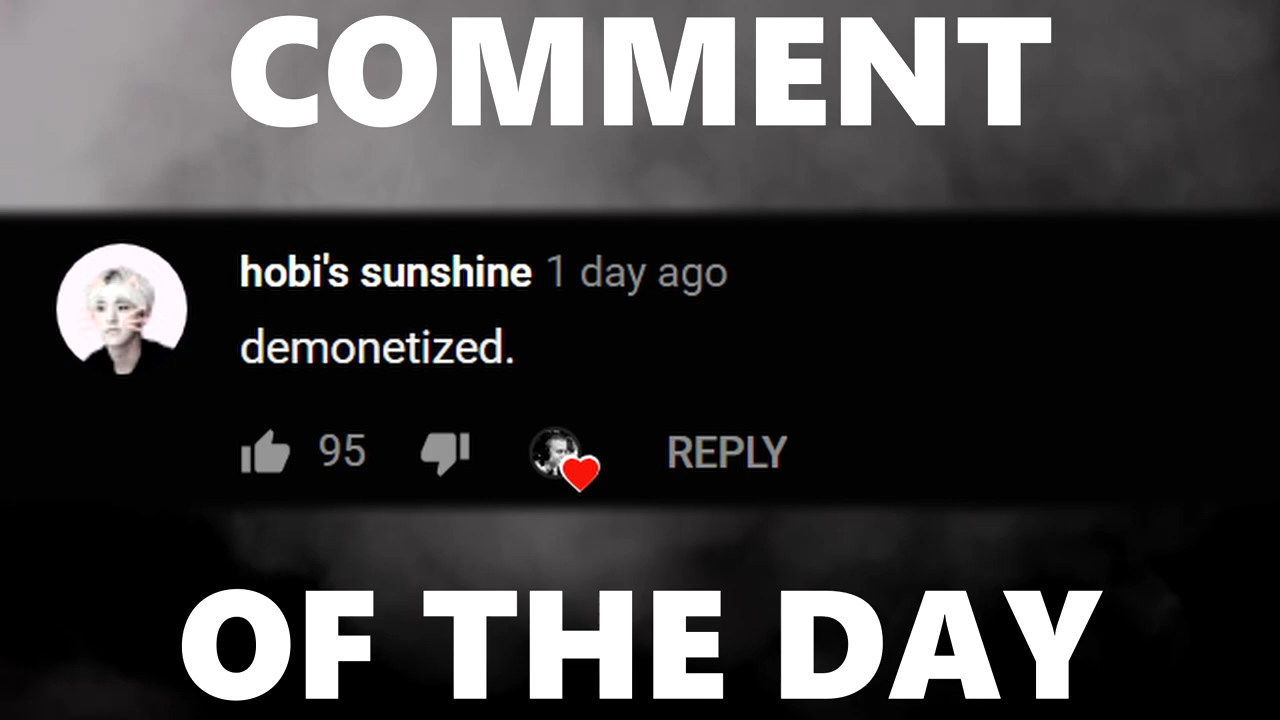 COMMENT
hobi's sunshine 1 day ago
demonetized.
95 REPLY
OF THE DAY